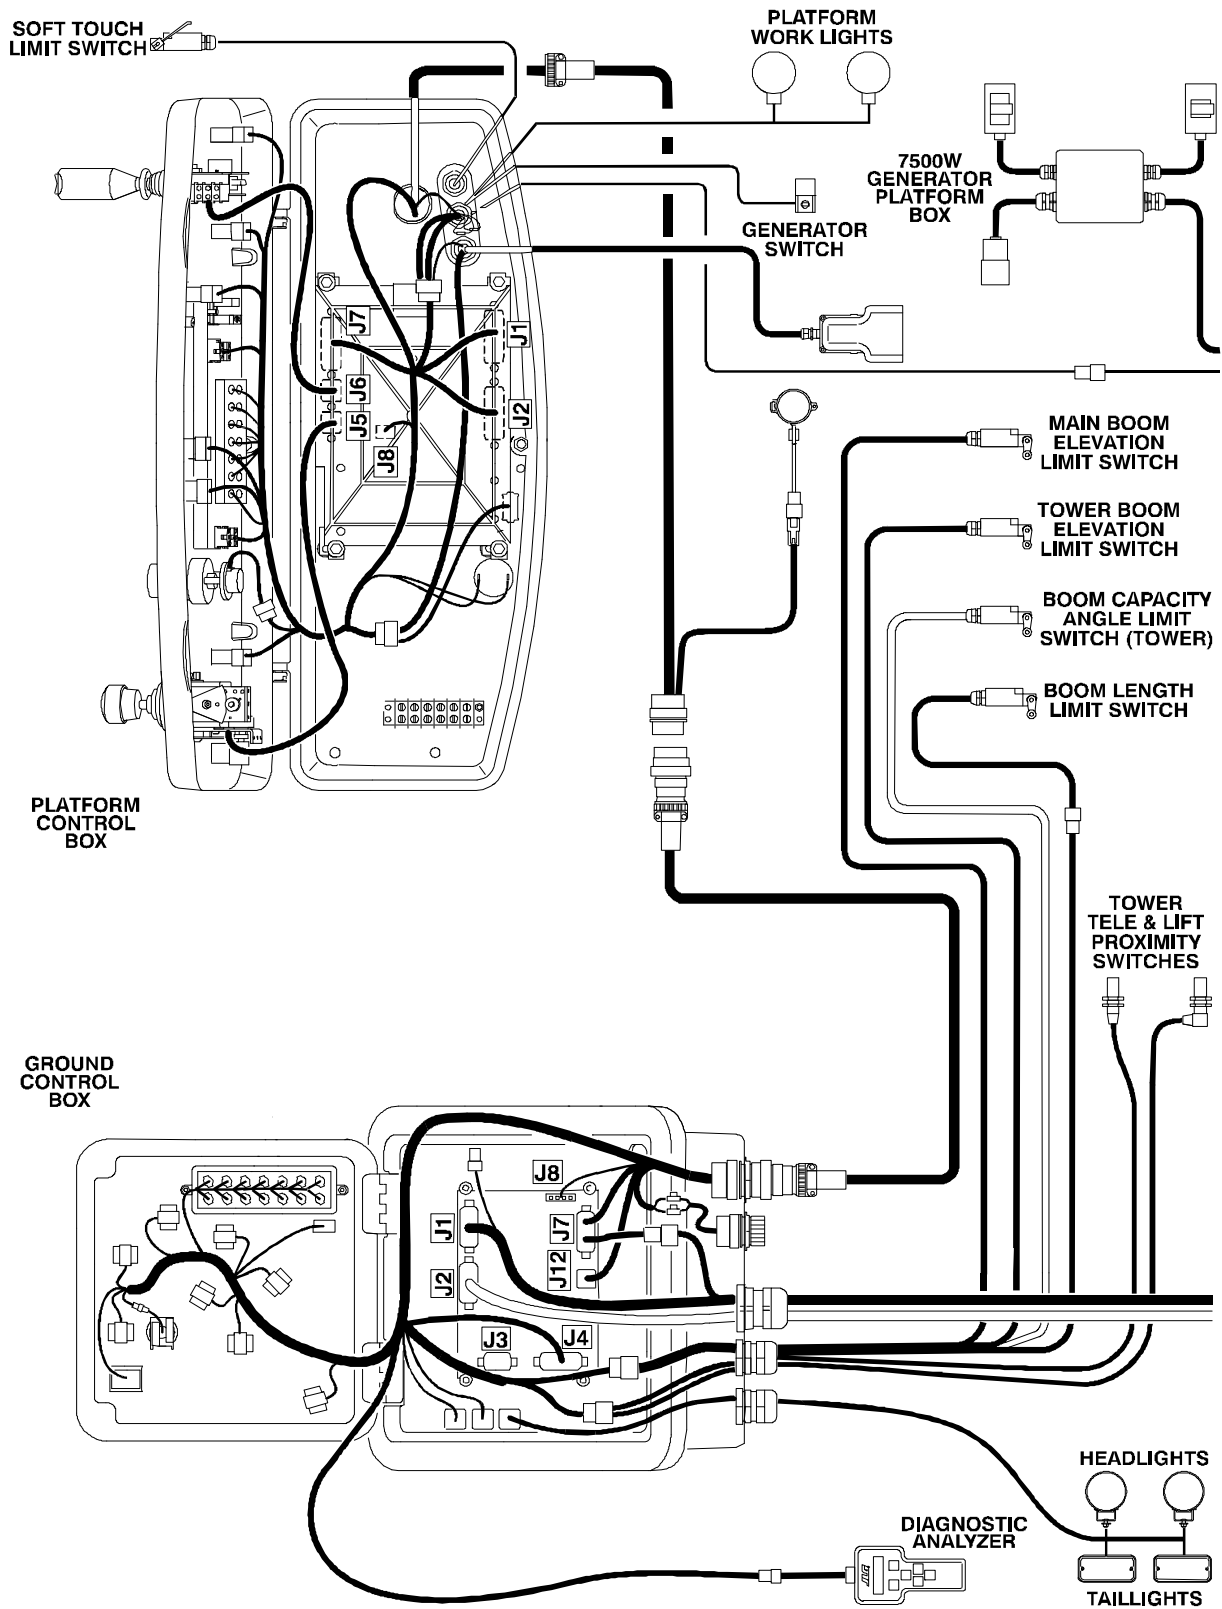 SOFT TOUCH
LIMIT SWITCH
PLATFORM
WORK LIGHTS
7500W
GENERATOR
PLATFORM
BOX
GENERATOR
SWITCH
J7
J1
J6
J5
J2
J8
MAIN BOOM
ELEVATION
LIMIT SWITCH
TOWER BOOM
ELEVATION
LIMIT SWITCH
BOOM CAPACITY
ANGLE LIMIT
SWITCH (TOWER)
BOOM LENGTH
LIMIT SWITCH
PLATFORM
CONTROL
BOX
TOWER
TELE & LIFT
PROXIMITY
SWITCHES
GROUND
CONTROL
BOX
J8
J1
J7
J2
J12
J3
J4
HEADLIGHTS
DIAGNOSTIC
ANALYZER
TAILLIGHTS